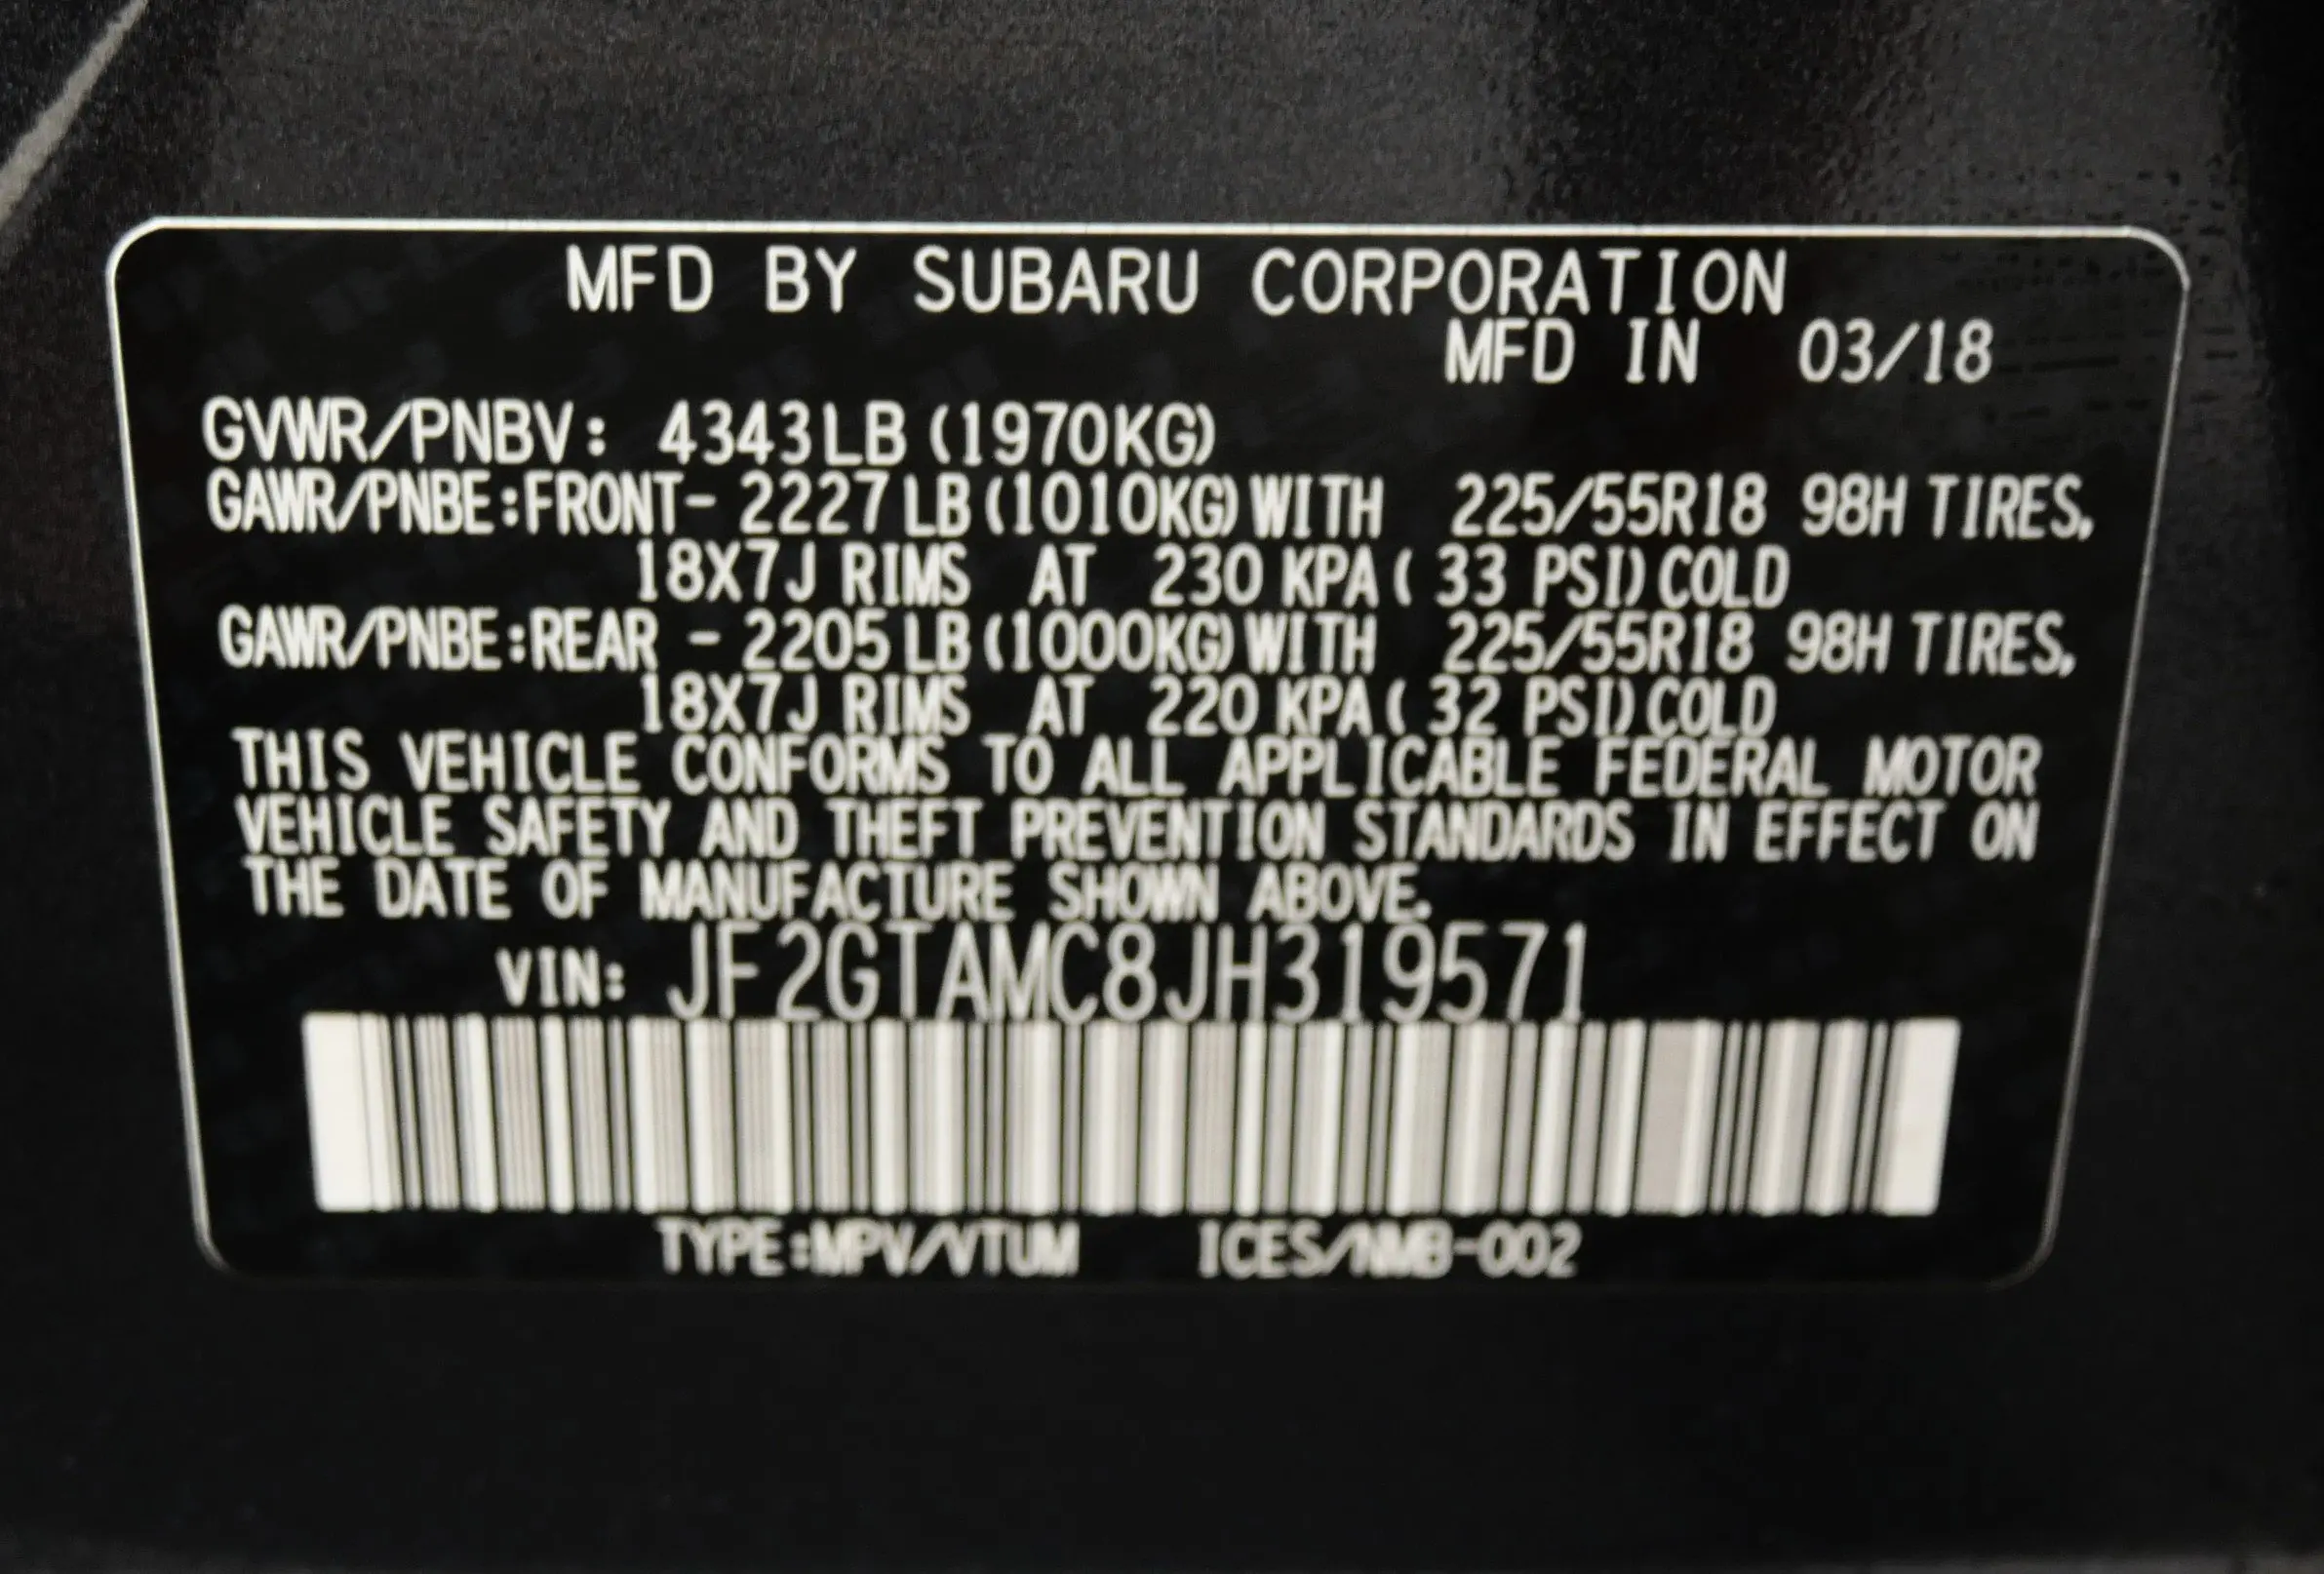 MFD BY SUBARU CORPORATION
MFD IN 03/18
GVWR/PNBV: 4343LB (1970KG)
GAWR/PNBE:FRONT- 2227LB(1010KG)WITH 225/55R18 98H TIRES,
18X7J RIMS AT 230 KPA( 33 PSI)COLD
GAWR/PNBE:REAR - 2205LB(1000KG)WITH 225/55R18 98H TIRES,
18X7J RIMS AT 220 KPA( 32 PSI)COLD
THIS VEHICLE CONFORMS TO ALL APPLICABLE FEDERAL MOTOR
VEHICLE SAFETY AND THEFT PREVENTION STANDARDS IN EFFECT ON
THE DATE OF MANUFACTURE SHOWN ABOVE.
VIN: JF2GTAMC8JH319571
TYPE:MPV/VTUM ICES/NMB-002